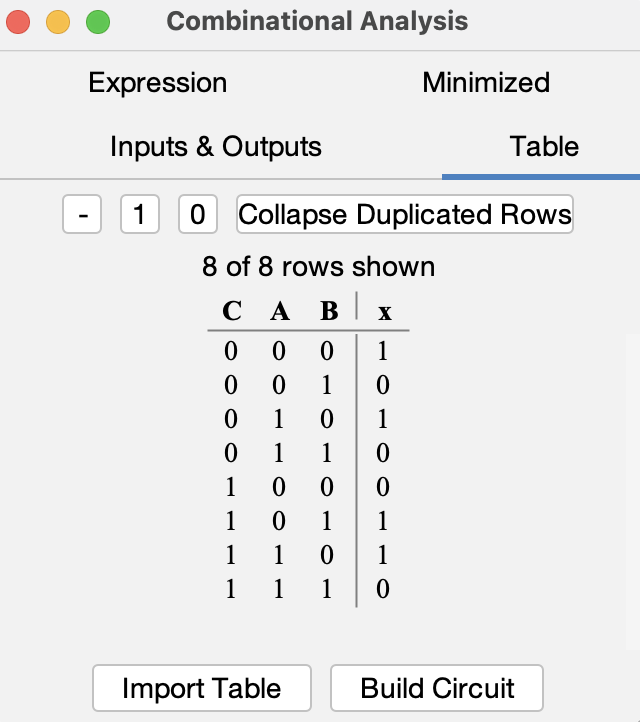 Combinational Analysis
Expression Minimized
Inputs & Outputs Table
- 1 0 Collapse Duplicated Rows
8 of 8 rows shown
C A B x
0 0 0 1
0 0 1 0
0 1 0 1
0 1 1 0
1 0 0 0
1 0 1 1
1 1 0 1
1 1 1 0
Import Table Build Circuit